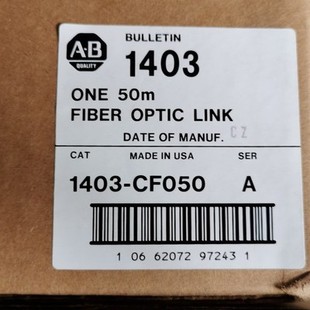 A-B
QUALITY
BULLETIN
1403
ONE 50m
FIBER OPTIC LINK
DATE OF MANUF. CZ
CAT MADE IN USA SER
1403-CF050 A
1 06 62072 97243 1